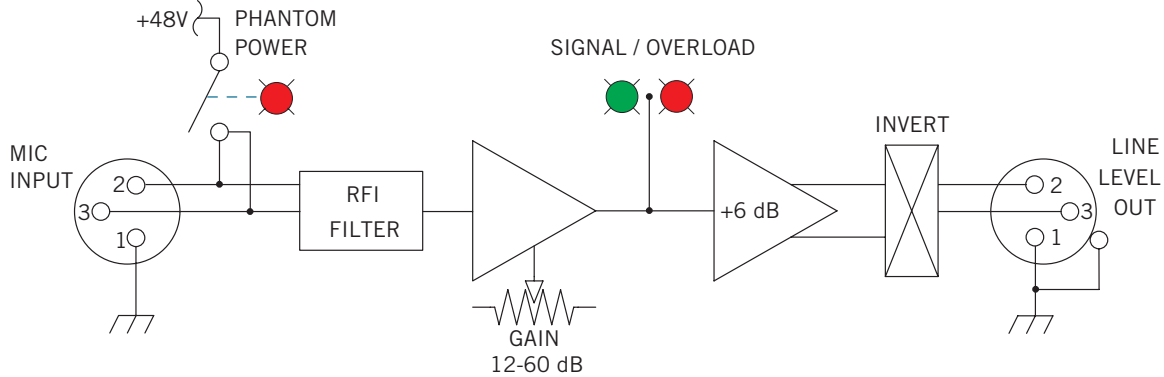 +48V
PHANTOM
POWER
SIGNAL / OVERLOAD
MIC
INPUT
2
3
1
RFI
FILTER
GAIN
12-60 dB
+6 dB
INVERT
LINE
LEVEL
OUT
2
3
1